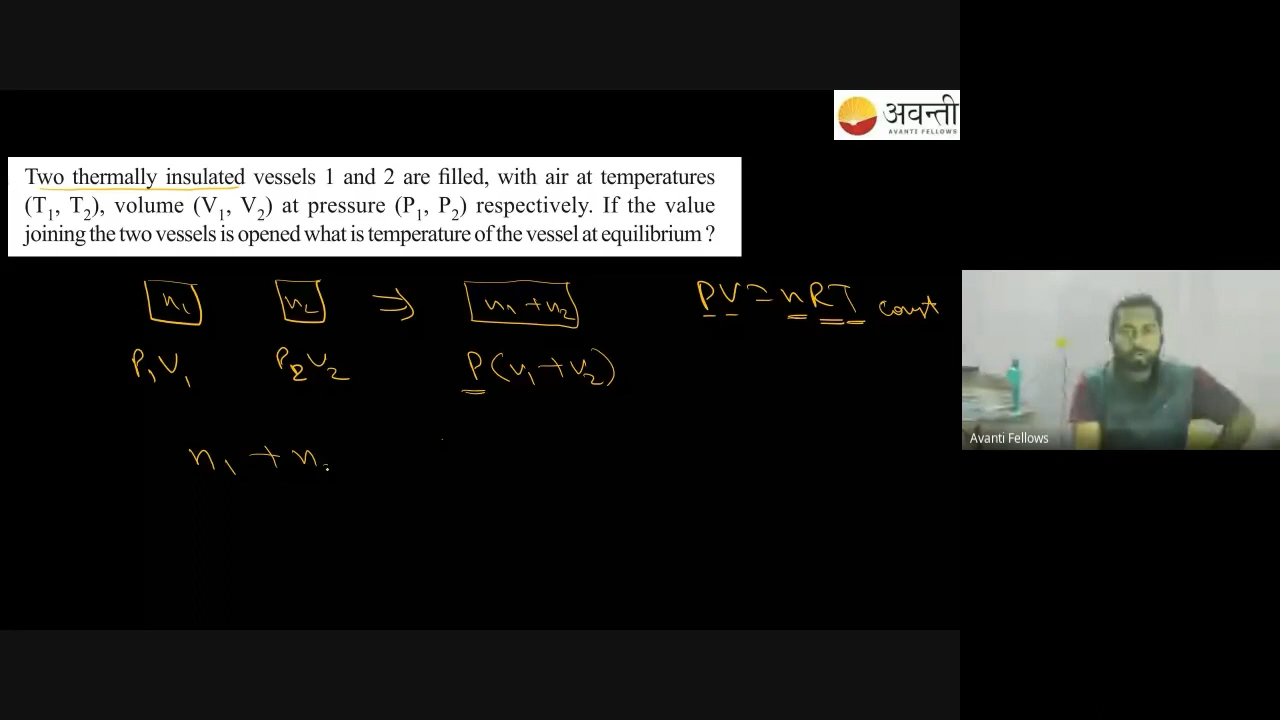 अवन्ती
AVANTI FELLOWS
Two thermally insulated vessels 1 and 2 are filled, with air at temperatures
(T₁, T₂), volume (V₁, V₂) at pressure (P₁, P₂) respectively. If the value
joining the two vessels is opened what is temperature of the vessel at equilibrium ?
n₁ n₂ ⇒ n₁ + n₂ PV = nRT const
P₁V₁ P₂V₂ P(V₁+V₂)
n₁ + n
Avanti Fellows